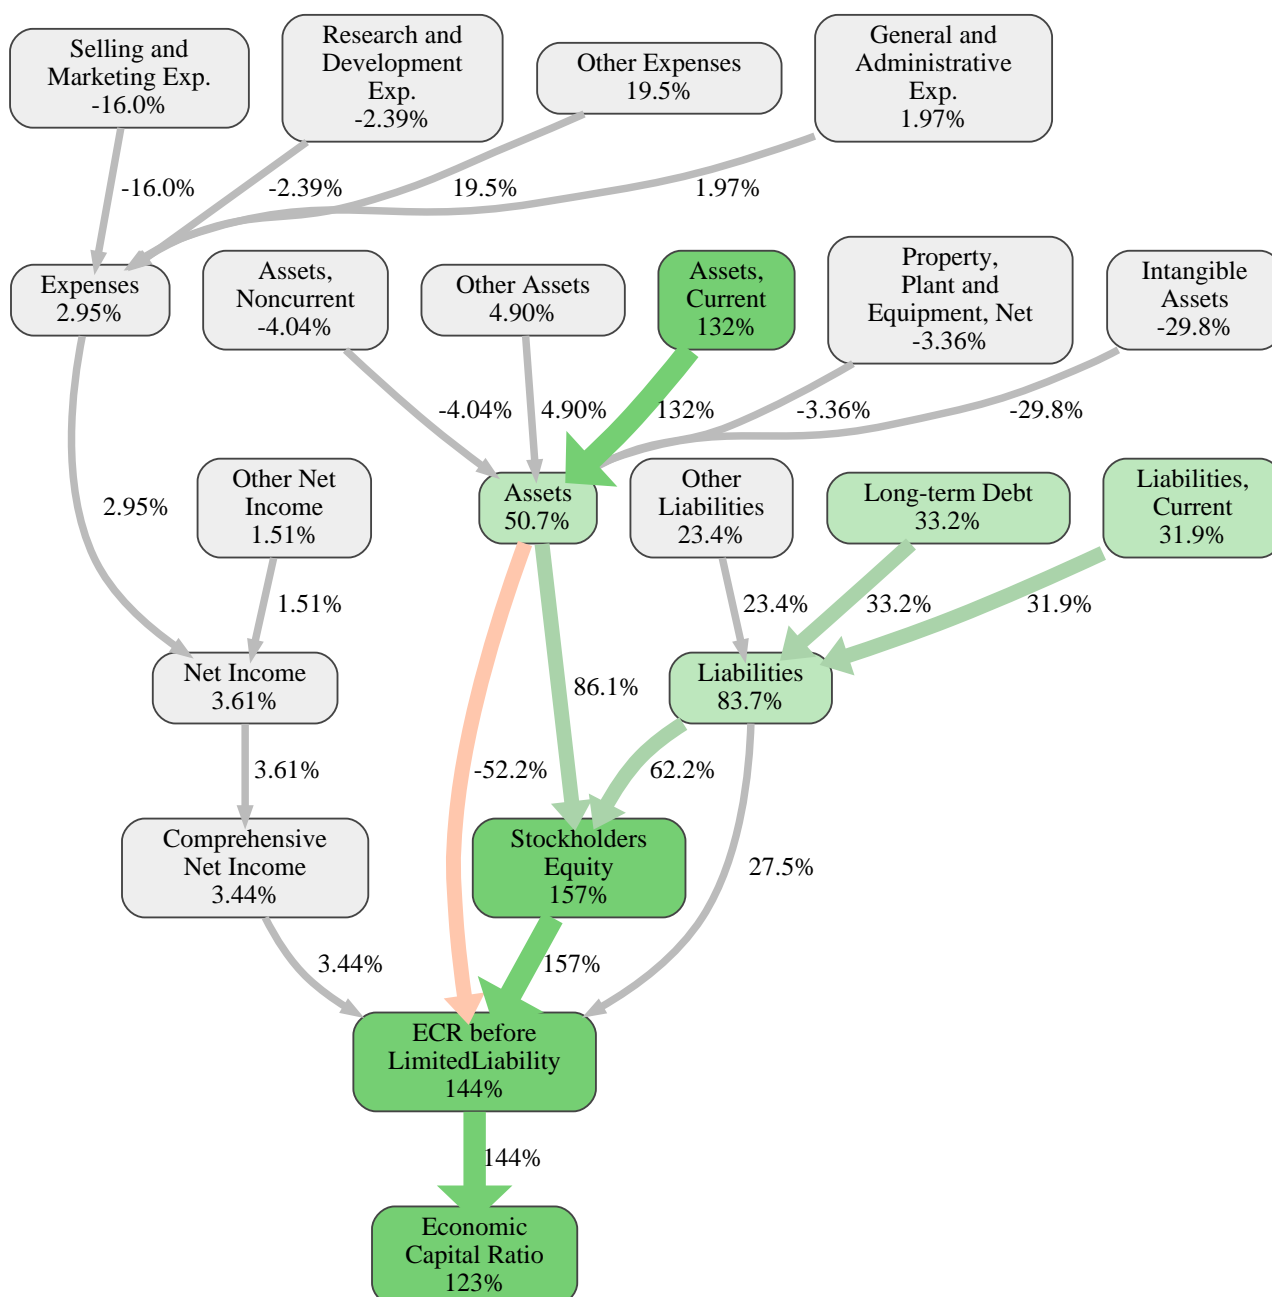 Selling and
Marketing Exp.
-16.0%
Research and
Development
Exp.
-2.39%
Other Expenses
19.5%
General and
Administrative
Exp.
1.97%
-16.0%
-2.39%
19.5%
1.97%
Expenses
2.95%
Assets,
Noncurrent
-4.04%
Other Assets
4.90%
Assets,
Current
132%
Property,
Plant and
Equipment, Net
-3.36%
Intangible
Assets
-29.8%
-4.04%
4.90%
132%
-3.36%
-29.8%
2.95%
Other Net
Income
1.51%
Assets
50.7%
Other
Liabilities
23.4%
Long-term Debt
33.2%
Liabilities,
Current
31.9%
1.51%
23.4%
33.2%
31.9%
Net Income
3.61%
86.1%
Liabilities
83.7%
3.61%
-52.2%
62.2%
Comprehensive
Net Income
3.44%
Stockholders
Equity
157%
27.5%
3.44%
157%
ECR before
LimitedLiability
144%
144%
Economic
Capital Ratio
123%